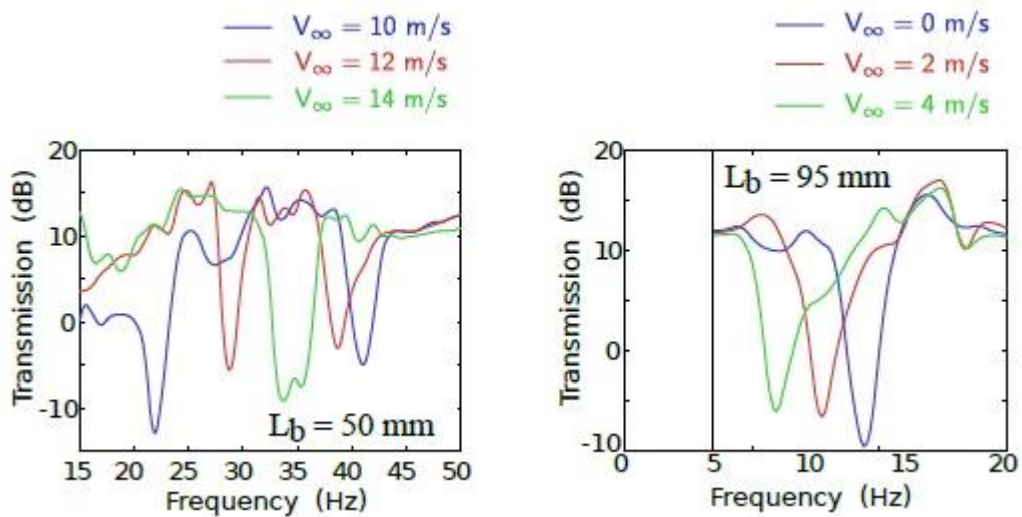 V∞ = 10 m/s
V∞ = 12 m/s
V∞ = 14 m/s
20
10
0
-10
Transmission (dB)
L_b = 50 mm
15 20 25 30 35 40 45 50
Frequency (Hz)
V∞ = 0 m/s
V∞ = 2 m/s
V∞ = 4 m/s
20
L_b = 95 mm
10
0
-10
Transmission (dB)
0 5 10 15 20
Frequency (Hz)